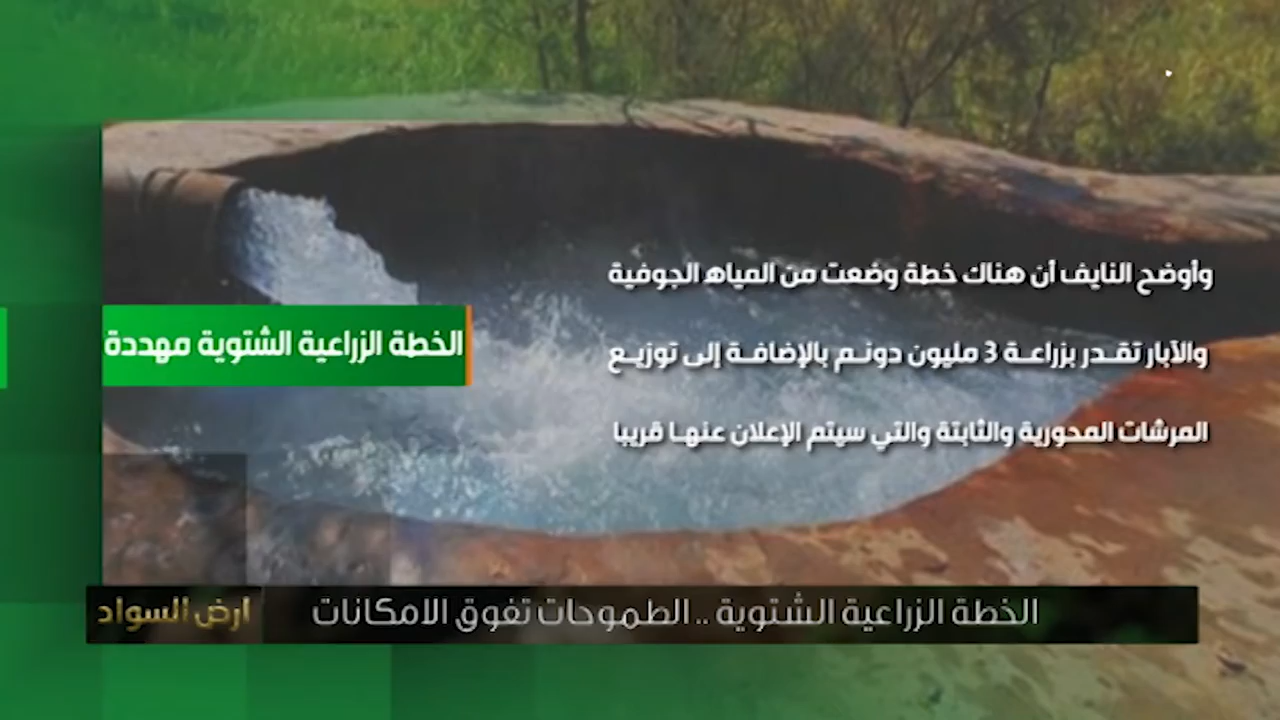 وأوضح النايف أن هناك خطة وضعت من المياه الجوفية
والآبار تقدر بزراعة 3 مليون دونم بالإضافة إلى توزيع
المرشات المحورية والثابتة والتي سيتم الإعلان عنها قريبا
الخطة الزراعية الشتوية مهددة
الخطة الزراعية الشتوية .. الطموحات تفوق الامكانات
ارض السواد